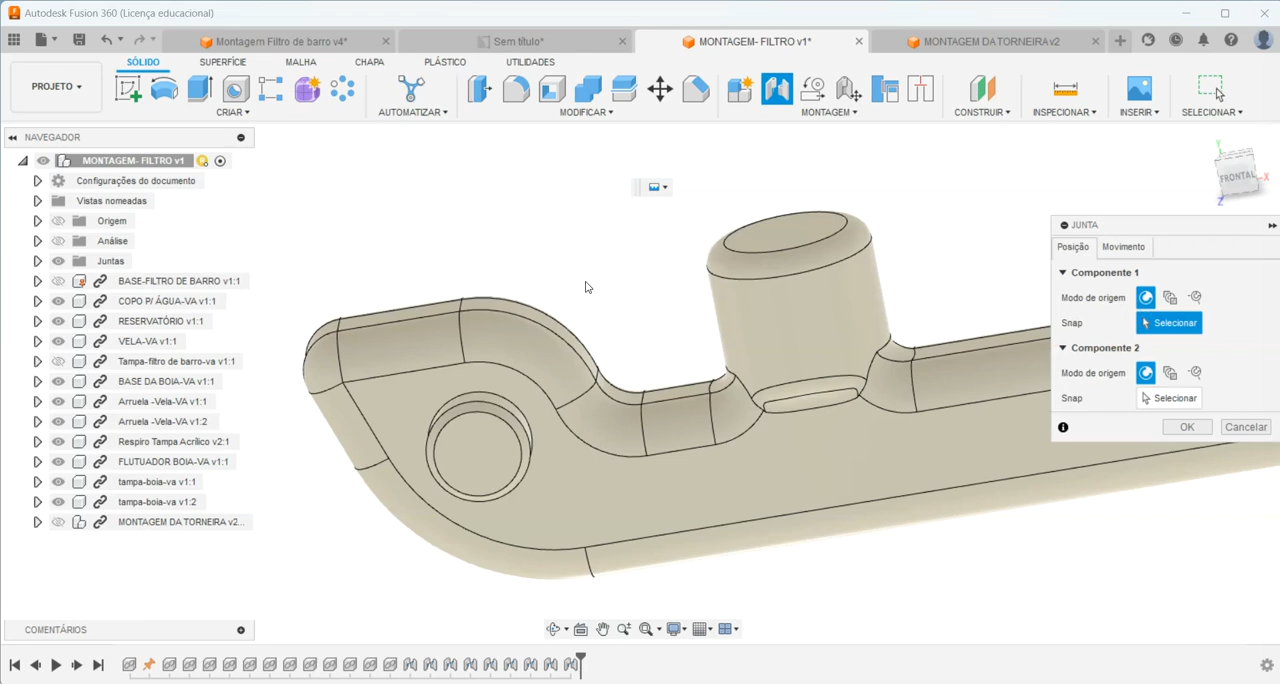 Autodesk Fusion 360 (Licença educacional)
Montagem Filtro de barro v4*
Sem título*
MONTAGEM- FILTRO v1*
MONTAGEM DA TORNEIRA v2
PROJETO
SÓLIDO
SUPERFÍCIE
MALHA
CHAPA
PLÁSTICO
UTILIDADES
CRIAR
AUTOMATIZAR
MODIFICAR
MONTAGEM
CONSTRUIR
INSPECIONAR
INSERIR
SELECIONAR
NAVEGADOR
MONTAGEM- FILTRO v1
Configurações do documento
Vistas nomeadas
Origem
Análise
Juntas
BASE-FILTRO DE BARRO v1:1
COPO P/ ÁGUA-VA v1:1
RESERVATÓRIO v1:1
VELA-VA v1:1
Tampa-filtro de barro-va v1:1
BASE DA BOIA-VA v1:1
Arruela -Vela-VA v1:1
Arruela -Vela-VA v1:2
Respiro Tampa Acrílico v2:1
FLUTUADOR BOIA-VA v1:1
tampa-boia-va v1:1
tampa-boia-va v1:2
MONTAGEM DA TORNEIRA v2...
Y
FRONTAL
X
Z
JUNTA
Posição
Movimento
Componente 1
Modo de origem
Snap
Selecionar
Componente 2
Modo de origem
Snap
Selecionar
OK
Cancelar
COMENTÁRIOS